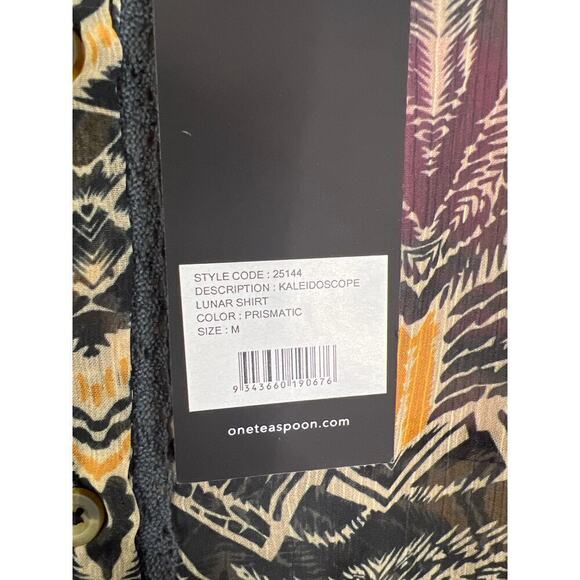 STYLE CODE : 25144
DESCRIPTION : KALEIDOSCOPE
LUNAR SHIRT
COLOR : PRISMATIC
SIZE : M
9 343660 190676
oneteaspoon.com